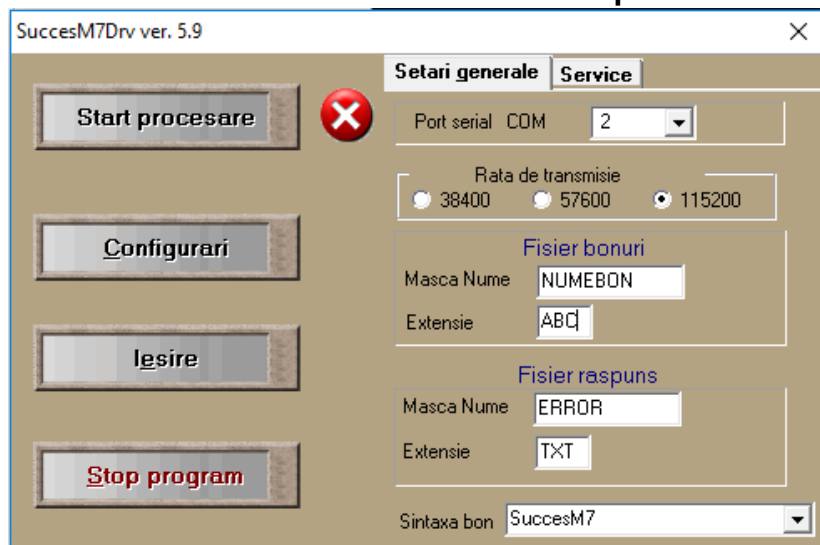 SuccesM7Drv ver. 5.9
Start procesare
Configurari
Iesire
Stop program
Setari generale Service
Port serial COM 2
Rata de transmisie
38400 57600 115200
Fisier bonuri
Masca Nume NUMEBON
Extensie ABC
Fisier raspuns
Masca Nume ERROR
Extensie TXT
Sintaxa bon SuccesM7